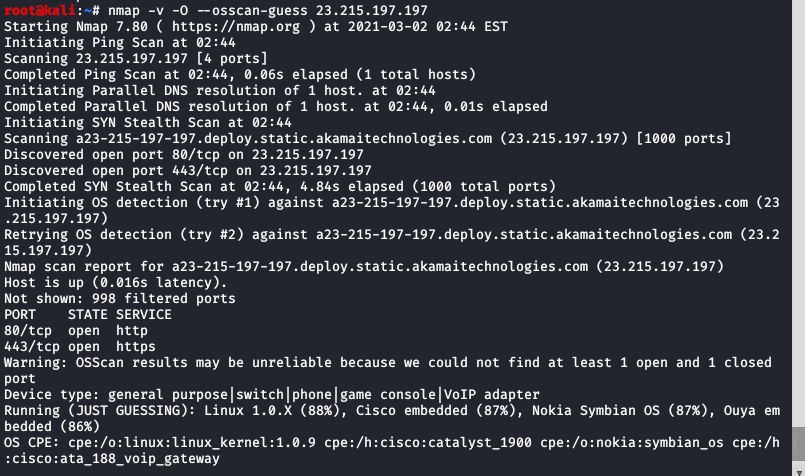 root@kali:~# nmap -v -O --osscan-guess 23.215.197.197
Starting Nmap 7.80 ( https://nmap.org ) at 2021-03-02 02:44 EST
Initiating Ping Scan at 02:44
Scanning 23.215.197.197 [4 ports]
Completed Ping Scan at 02:44, 0.06s elapsed (1 total hosts)
Initiating Parallel DNS resolution of 1 host. at 02:44
Completed Parallel DNS resolution of 1 host. at 02:44, 0.01s elapsed
Initiating SYN Stealth Scan at 02:44
Scanning a23-215-197-197.deploy.static.akamaitechnologies.com (23.215.197.197) [1000 ports]
Discovered open port 80/tcp on 23.215.197.197
Discovered open port 443/tcp on 23.215.197.197
Completed SYN Stealth Scan at 02:44, 4.84s elapsed (1000 total ports)
Initiating OS detection (try #1) against a23-215-197-197.deploy.static.akamaitechnologies.com (23
.215.197.197)
Retrying OS detection (try #2) against a23-215-197-197.deploy.static.akamaitechnologies.com (23.2
15.197.197)
Nmap scan report for a23-215-197-197.deploy.static.akamaitechnologies.com (23.215.197.197)
Host is up (0.016s latency).
Not shown: 998 filtered ports
PORT    STATE SERVICE
80/tcp  open  http
443/tcp open  https
Warning: OSScan results may be unreliable because we could not find at least 1 open and 1 closed
port
Device type: general purpose|switch|phone|game console|VoIP adapter
Running (JUST GUESSING): Linux 1.0.X (88%), Cisco embedded (87%), Nokia Symbian OS (87%), Ouya em
bedded (86%)
OS CPE: cpe:/o:linux:linux_kernel:1.0.9 cpe:/h:cisco:catalyst_1900 cpe:/o:nokia:symbian_os cpe:/h
:cisco:ata_188_voip_gateway